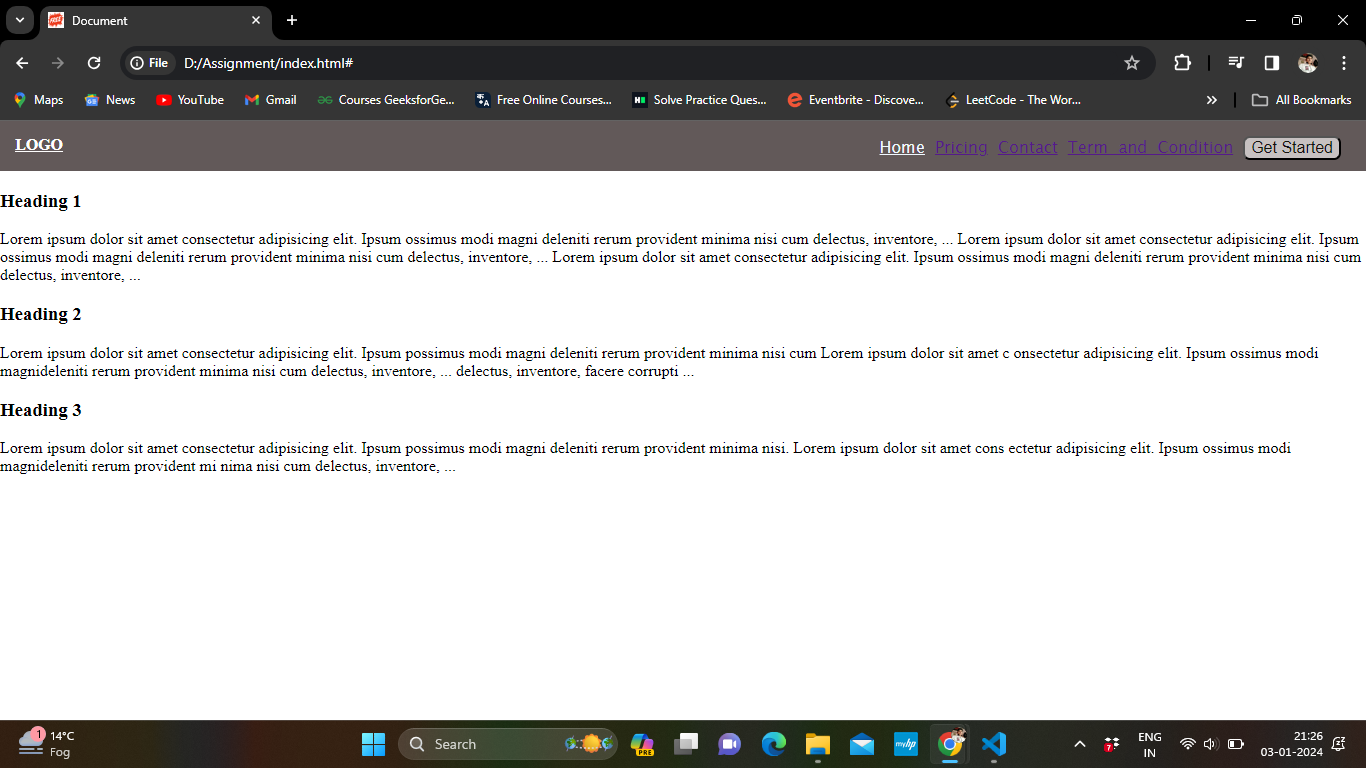 Document
File
D:/Assignment/index.html#
Maps
News
YouTube
Gmail
Courses GeeksforGe...
Free Online Courses...
Solve Practice Ques...
Eventbrite - Discove...
LeetCode - The Wor...
All Bookmarks
LOGO
Home
Pricing
Contact
Term and Condition
Get Started
Heading 1
Lorem ipsum dolor sit amet consectetur adipisicing elit. Ipsum ossimus modi magni deleniti rerum provident minima nisi cum delectus, inventore, ... Lorem ipsum dolor sit amet consectetur adipisicing elit. Ipsum
ossimus modi magni deleniti rerum provident minima nisi cum delectus, inventore, ... Lorem ipsum dolor sit amet consectetur adipisicing elit. Ipsum ossimus modi magni deleniti rerum provident minima nisi cum
delectus, inventore, ...
Heading 2
Lorem ipsum dolor sit amet consectetur adipisicing elit. Ipsum possimus modi magni deleniti rerum provident minima nisi cum Lorem ipsum dolor sit amet c onsectetur adipisicing elit. Ipsum ossimus modi
magnideleniti rerum provident minima nisi cum delectus, inventore, ... delectus, inventore, facere corrupti ...
Heading 3
Lorem ipsum dolor sit amet consectetur adipisicing elit. Ipsum possimus modi magni deleniti rerum provident minima nisi. Lorem ipsum dolor sit amet cons ectetur adipisicing elit. Ipsum ossimus modi
magnideleniti rerum provident mi nima nisi cum delectus, inventore, ...
1
14°C
Fog
Search
PRE
myhp
7
ENG
IN
21:26
03-01-2024